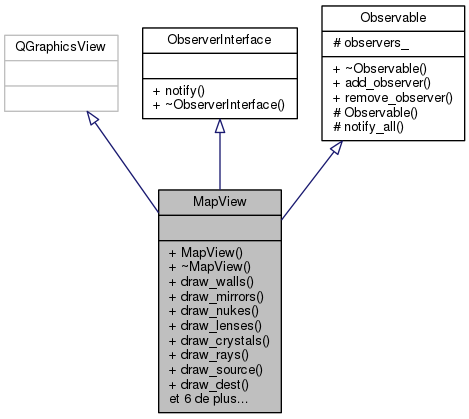 QGraphicsView
ObserverInterface
+ notify()
+ ~ObserverInterface()
Observable
# observers_
+ ~Observable()
+ add_observer()
+ remove_observer()
# Observable()
# notify_all()
MapView
+ MapView()
+ ~MapView()
+ draw_walls()
+ draw_mirrors()
+ draw_nukes()
+ draw_lenses()
+ draw_crystals()
+ draw_rays()
+ draw_source()
+ draw_dest()
et 6 de plus...